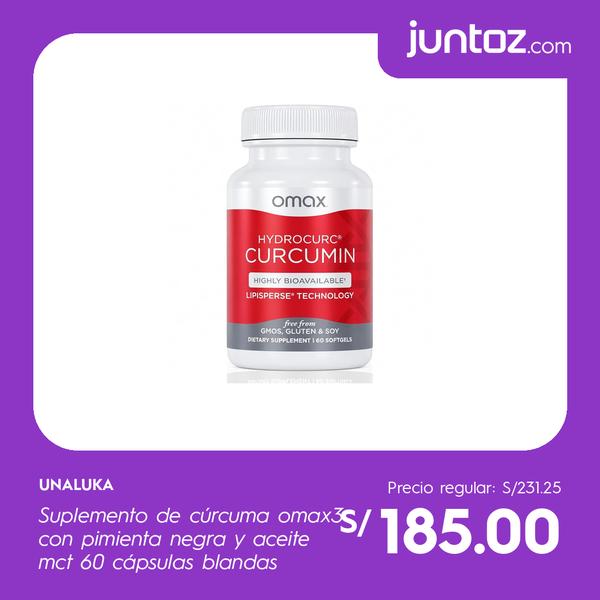 juntoz.com
omax
HYDROCURC®
CURCUMIN
HIGHLY BIOAVAILABLE†
LIPISPERSE® TECHNOLOGY
free from
GMOS, GLUTEN & SOY
DIETARY SUPPLEMENT | 60 SOFTGELS
UNALUKA
Precio regular: S/231.25
Suplemento de cúrcuma omax3
con pimienta negra y aceite
mct 60 cápsulas blandas
S/185.00